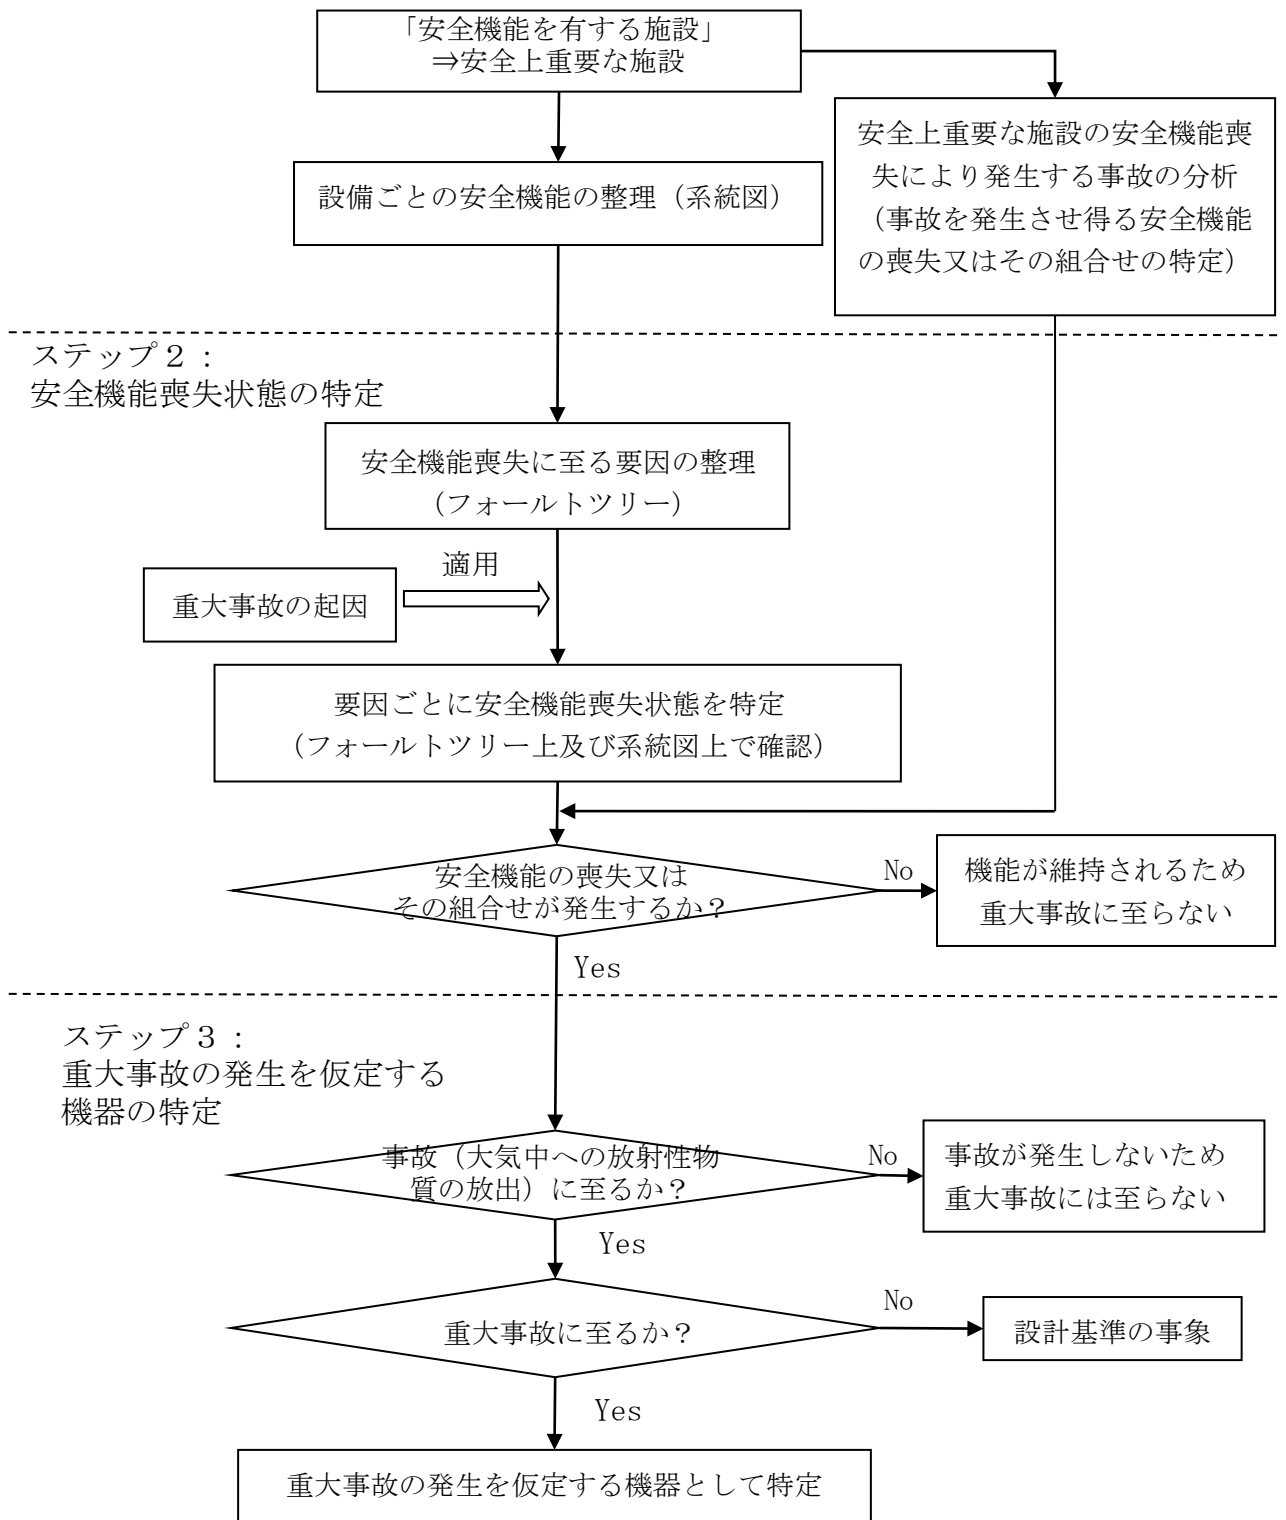 「安全機能を有する施設」
⇒安全上重要な施設
安全上重要な施設の安全機能喪
失により発生する事故の分析
（事故を発生させ得る安全機能
の喪失又はその組合せの特定）
設備ごとの安全機能の整理（系統図）
ステップ２：
安全機能喪失状態の特定
安全機能喪失に至る要因の整理
（フォールトツリー）
適用
重大事故の起因
要因ごとに安全機能喪失状態を特定
（フォールトツリー上及び系統図上で確認）
安全機能の喪失又は
その組合せが発生するか？
No
機能が維持されるため
重大事故に至らない
Yes
ステップ３：
重大事故の発生を仮定する
機器の特定
事故（大気中への放射性物
質の放出）に至るか？
No
事故が発生しないため
重大事故には至らない
Yes
重大事故に至るか？
No
設計基準の事象
Yes
重大事故の発生を仮定する機器として特定